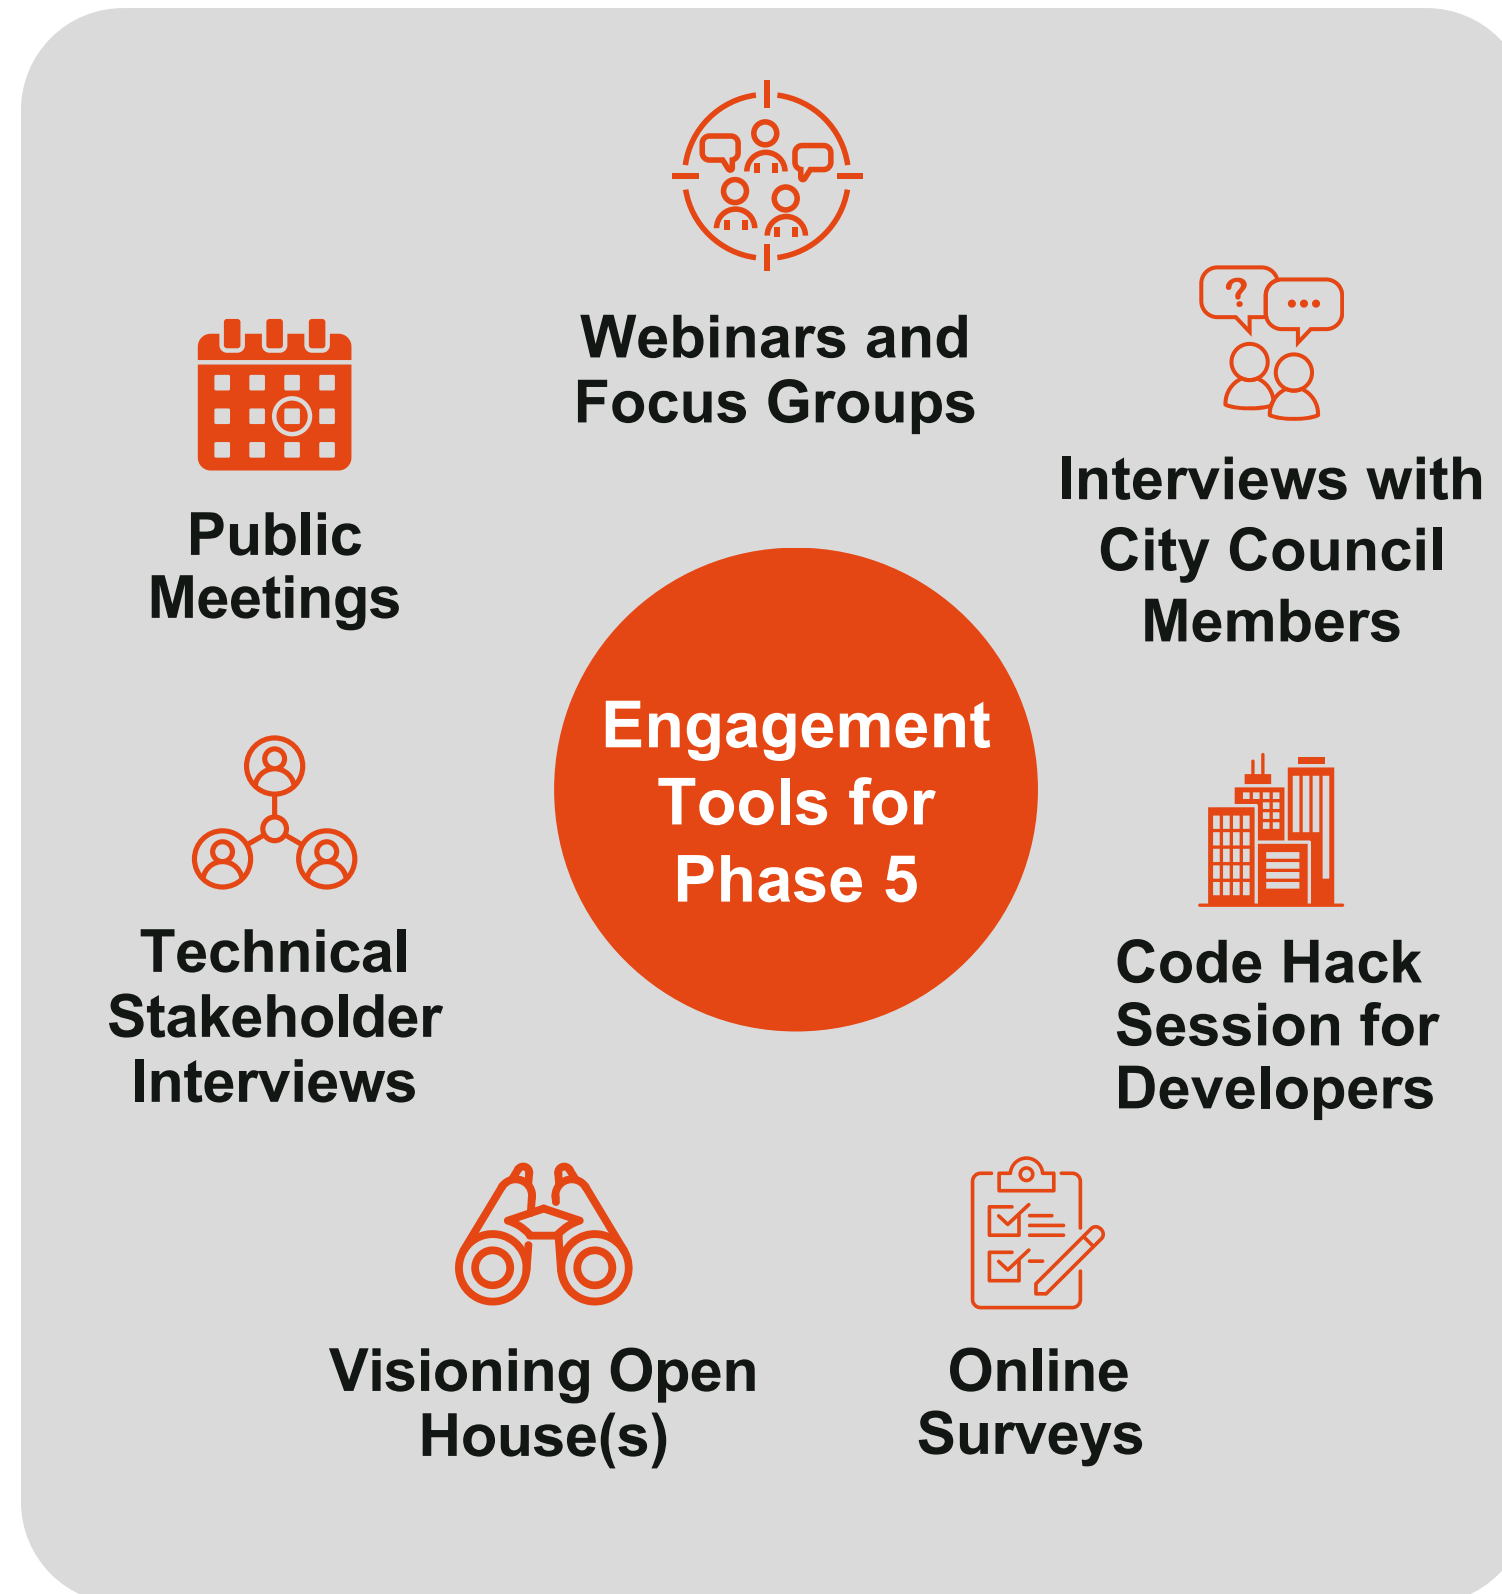 Webinars and
Focus Groups
Interviews with
City Council
Members
Public
Meetings
Engagement
Tools for
Phase 5
Technical
Stakeholder
Interviews
Code Hack
Session for
Developers
Visioning Open
House(s)
Online
Surveys